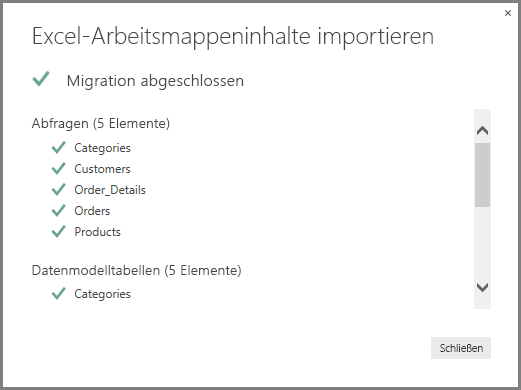 Excel-Arbeitsmappeninhalte importieren
Migration abgeschlossen
Abfragen (5 Elemente)
Categories
Customers
Order_Details
Orders
Products
Datenmodelltabellen (5 Elemente)
Categories
Schließen